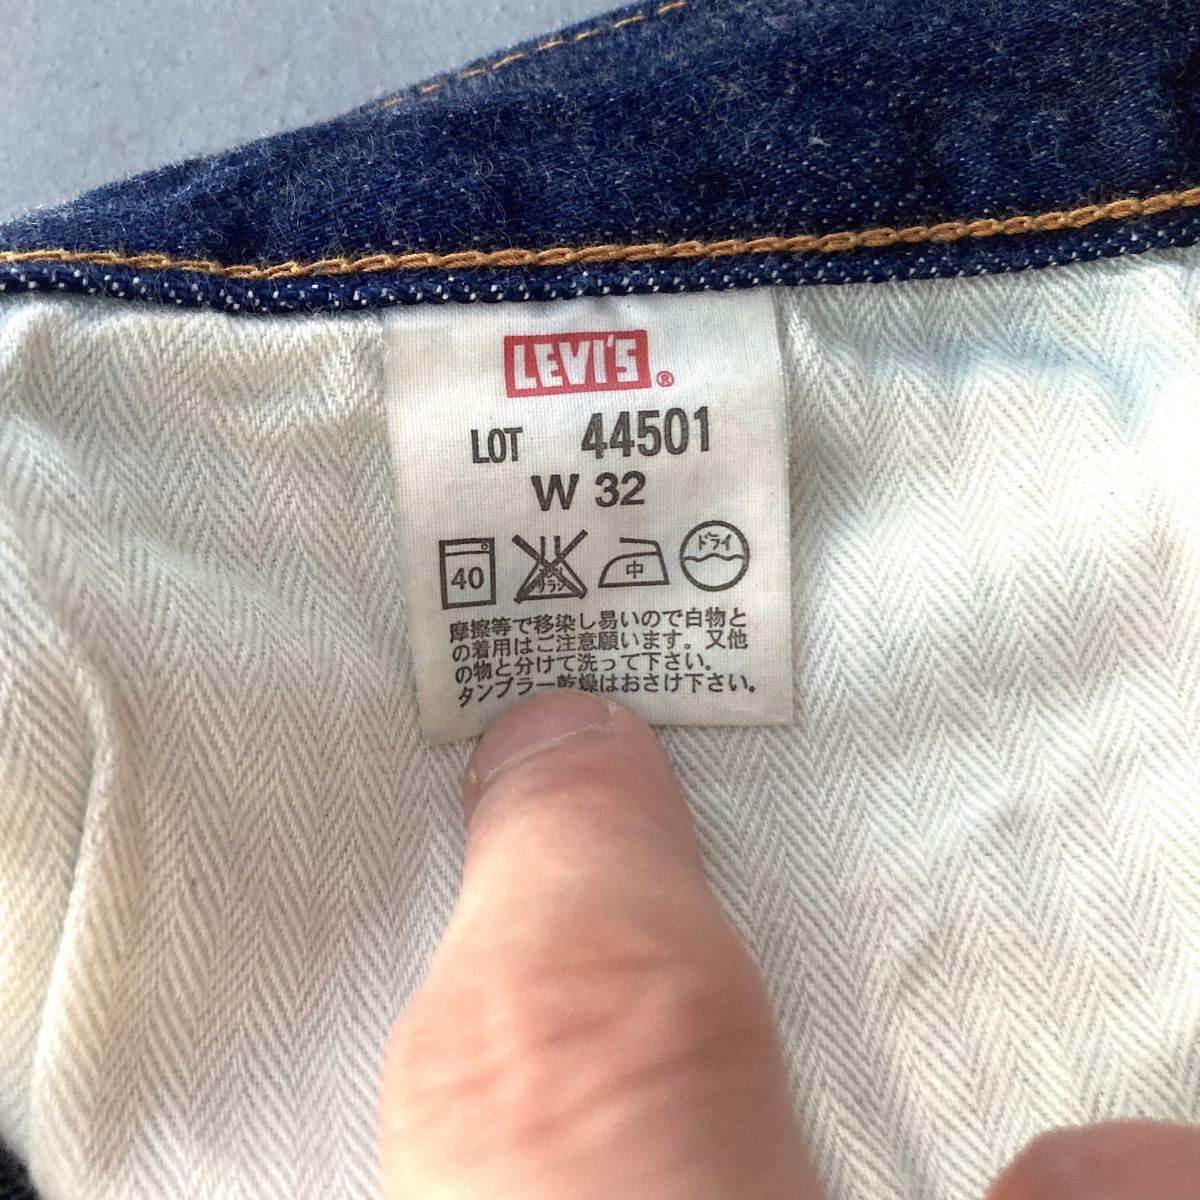 LEVI'S®
LOT 44501
W 32
40 中 ドライ
摩擦等で移染し易いので白物と
の着用はご注意願います。又他
の物と分けて洗って下さい。
タンブラー乾燥はおさけ下さい。